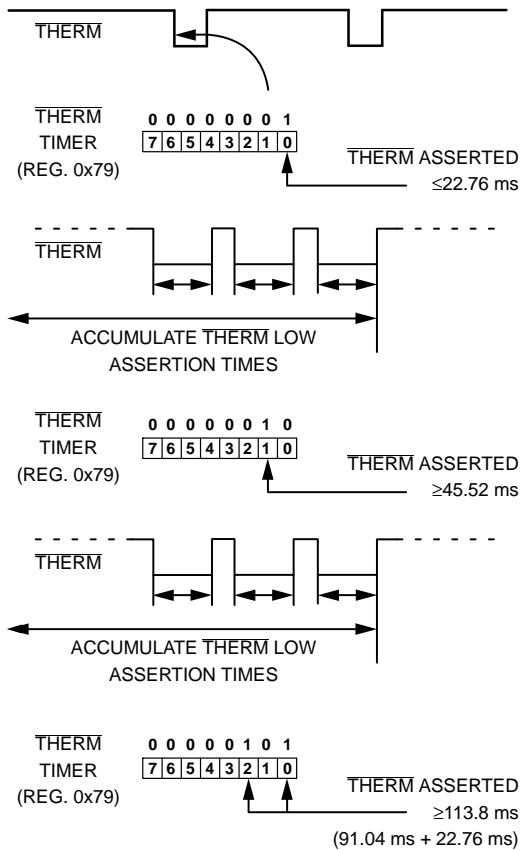 THERM
THERM
TIMER
(REG. 0x79)
0 0 0 0 0 0 0 1
7 6 5 4 3 2 1 0
THERM ASSERTED
≤22.76 ms
THERM
ACCUMULATE THERM LOW
ASSERTION TIMES
THERM
TIMER
(REG. 0x79)
0 0 0 0 0 0 1 0
7 6 5 4 3 2 1 0
THERM ASSERTED
≥45.52 ms
THERM
ACCUMULATE THERM LOW
ASSERTION TIMES
THERM
TIMER
(REG. 0x79)
0 0 0 0 0 1 0 1
7 6 5 4 3 2 1 0
THERM ASSERTED
≥113.8 ms
(91.04 ms + 22.76 ms)